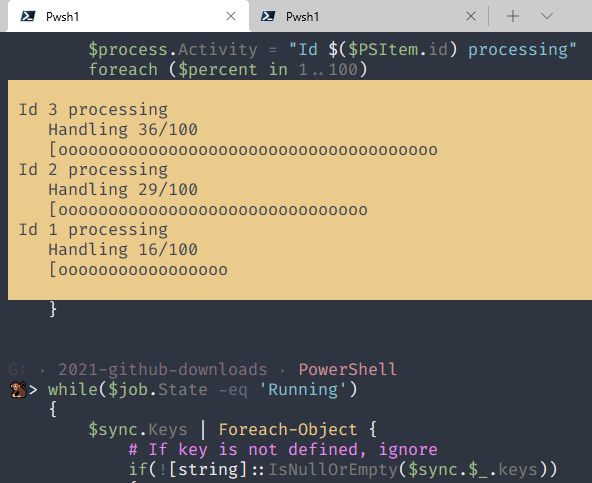 Pwsh1
Pwsh1
$process.Activity = "Id $($PSItem.id) processing"
foreach ($percent in 1..100)
Id 3 processing
Handling 36/100
[oooooooooooooooooooooooooooooooooooooo
Id 2 processing
Handling 29/100
[ooooooooooooooooooooooooooooooo
Id 1 processing
Handling 16/100
[ooooooooooooooooo
}
G: ▸ 2021-github-downloads ▸ PowerShell
> while($job.State -eq 'Running')
{
$sync.Keys | Foreach-Object {
# If key is not defined, ignore
if(![string]::IsNullOrEmpty($sync.$_.keys))
{